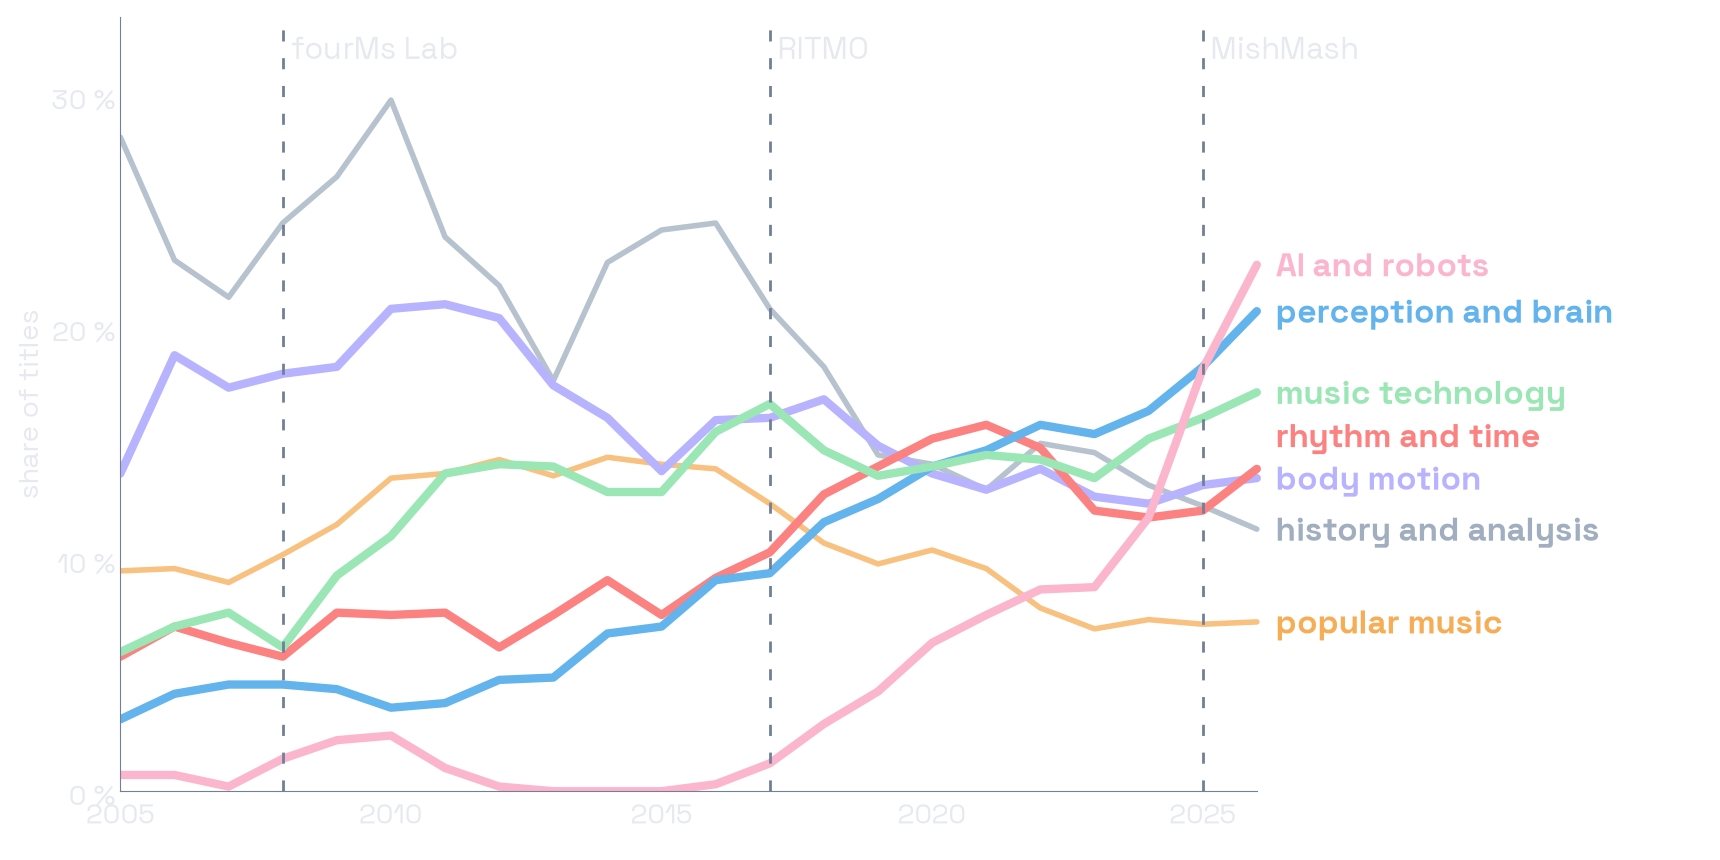 fourMs Lab
RITMO
MishMash
30 %
20 %
10 %
0 %
share of titles
2005
2010
2015
2020
2025
AI and robots
perception and brain
music technology
rhythm and time
body motion
history and analysis
popular music